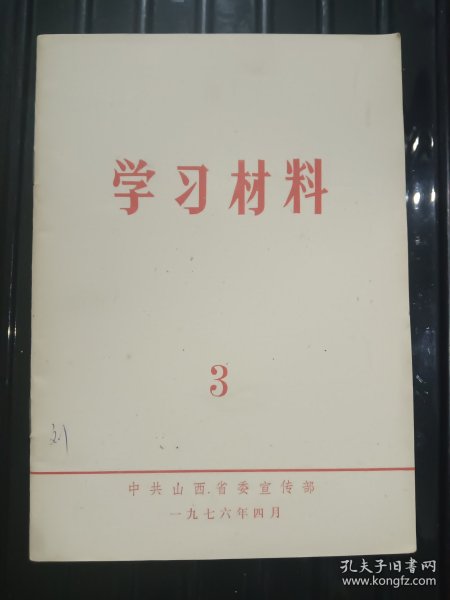 学习材料
3
刘
中共山西省委宣传部
一九七六年四月
孔夫子旧书网
www.kongfz.com